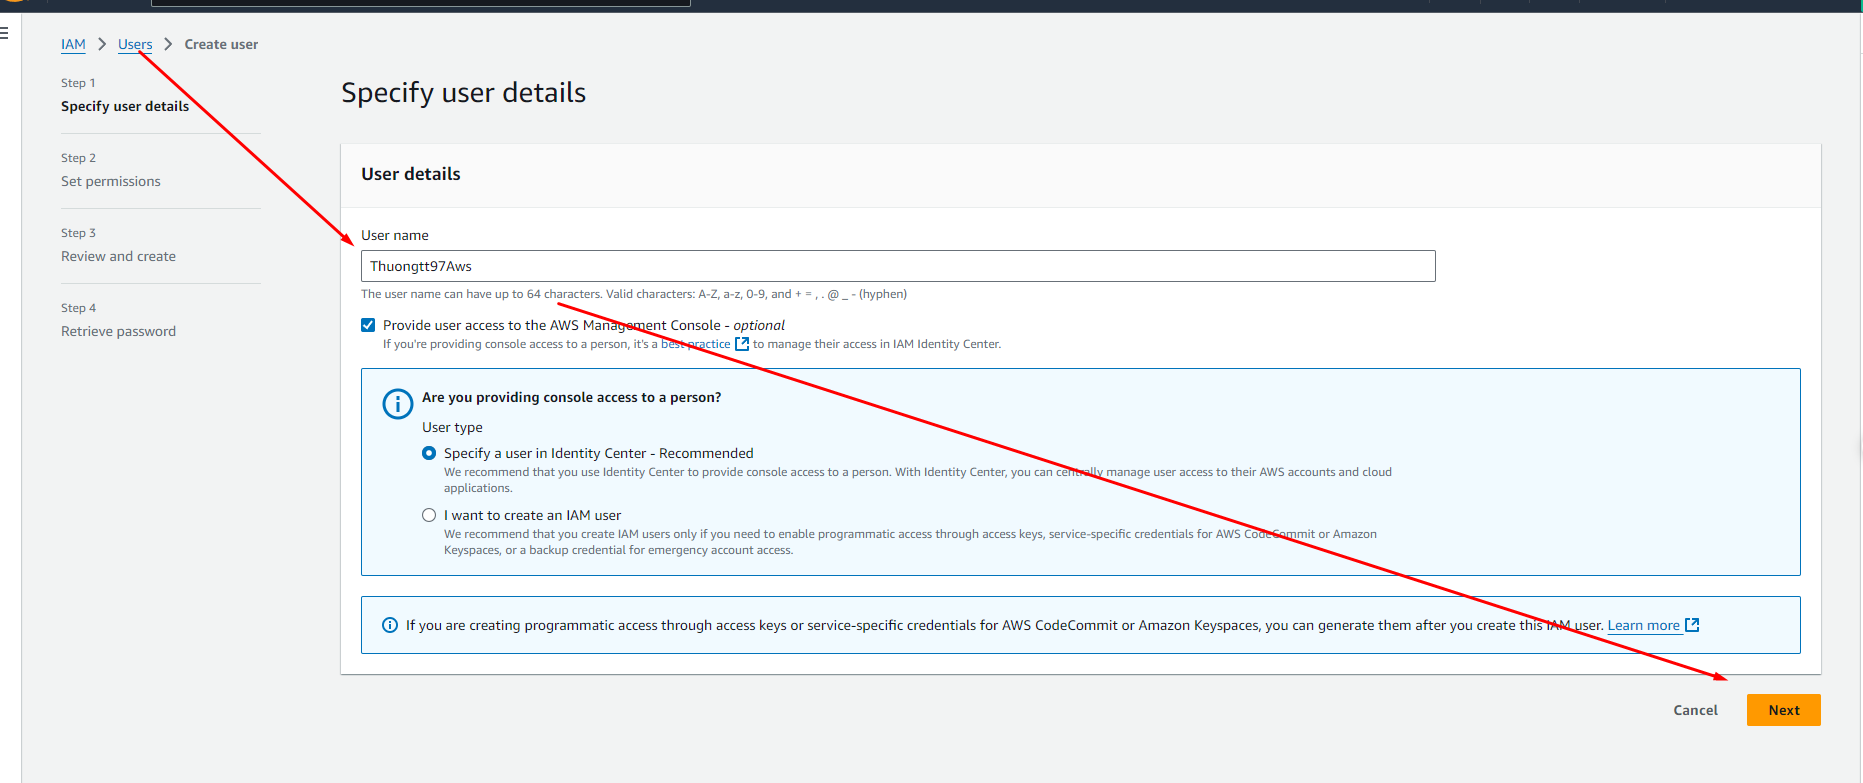 IAM > Users > Create user
Step 1
Specify user details
Step 2
Set permissions
Step 3
Review and create
Step 4
Retrieve password
Specify user details
User details
User name
Thuongtt97Aws
The user name can have up to 64 characters. Valid characters: A-Z, a-z, 0-9, and + = , . @ _ - (hyphen)
Provide user access to the AWS Management Console - optional
If you're providing console access to a person, it's a best practice to manage their access in IAM Identity Center.
Are you providing console access to a person?
User type
Specify a user in Identity Center - Recommended
We recommend that you use Identity Center to provide console access to a person. With Identity Center, you can centrally manage user access to their AWS accounts and cloud
applications.
I want to create an IAM user
We recommend that you create IAM users only if you need to enable programmatic access through access keys, service-specific credentials for AWS CodeCommit or Amazon
Keyspaces, or a backup credential for emergency account access.
If you are creating programmatic access through access keys or service-specific credentials for AWS CodeCommit or Amazon Keyspaces, you can generate them after you create this IAM user. Learn more
Cancel
Next